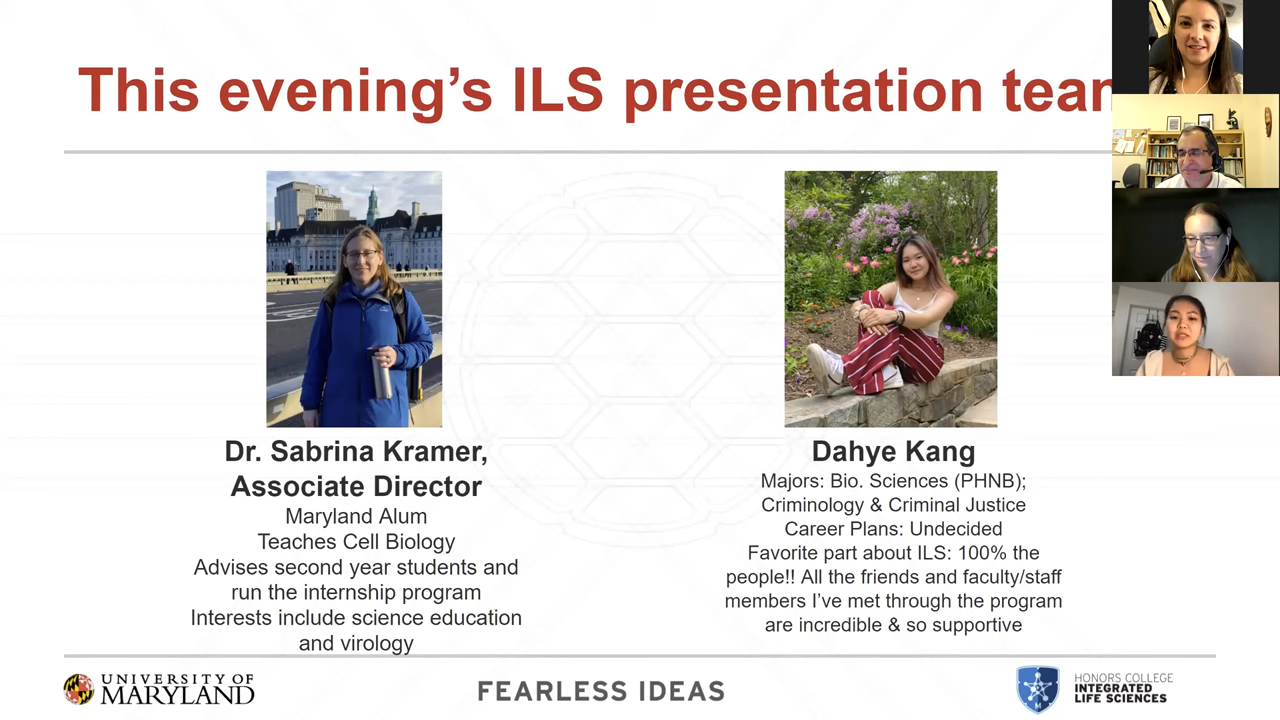 This evening's ILS presentation team
Dr. Sabrina Kramer,
Associate Director
Maryland Alum
Teaches Cell Biology
Advises second year students and
run the internship program
Interests include science education
and virology
Dahye Kang
Majors: Bio. Sciences (PHNB);
Criminology & Criminal Justice
Career Plans: Undecided
Favorite part about ILS: 100% the
people!! All the friends and faculty/staff
members I've met through the program
are incredible & so supportive
UNIVERSITY OF
MARYLAND
FEARLESS IDEAS
M
HONORS COLLEGE
INTEGRATED
LIFE SCIENCES